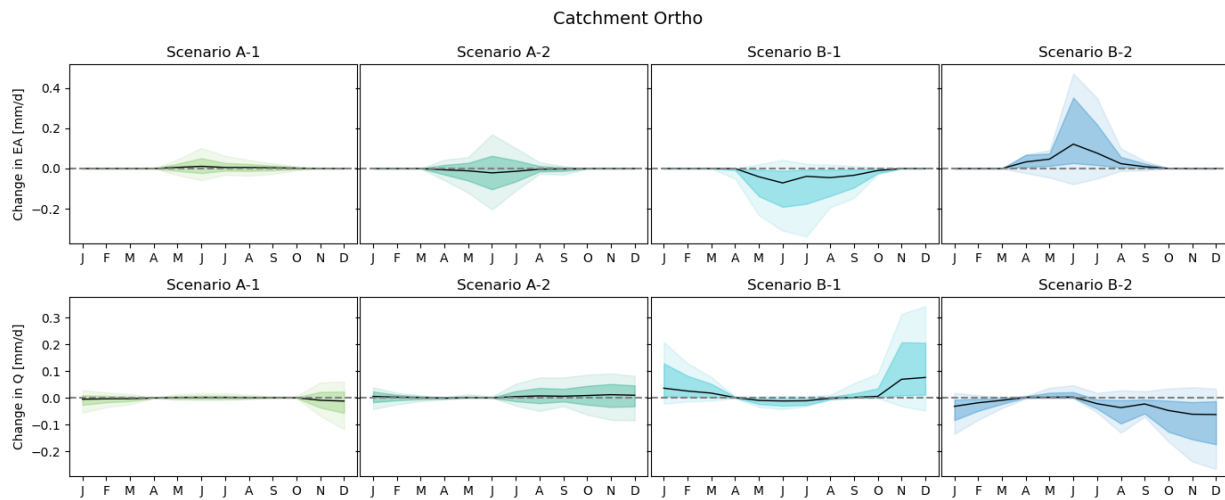 Catchment Ortho
Scenario A-1 Scenario A-2 Scenario B-1 Scenario B-2
Change in EA [mm/d]
0.4
0.2
0.0
−0.2
J F M A M J J A S O N D J F M A M J J A S O N D J F M A M J J A S O N D J F M A M J J A S O N D
Scenario A-1 Scenario A-2 Scenario B-1 Scenario B-2
Change in Q [mm/d]
0.3
0.2
0.1
0.0
−0.1
−0.2
J F M A M J J A S O N D J F M A M J J A S O N D J F M A M J J A S O N D J F M A M J J A S O N D